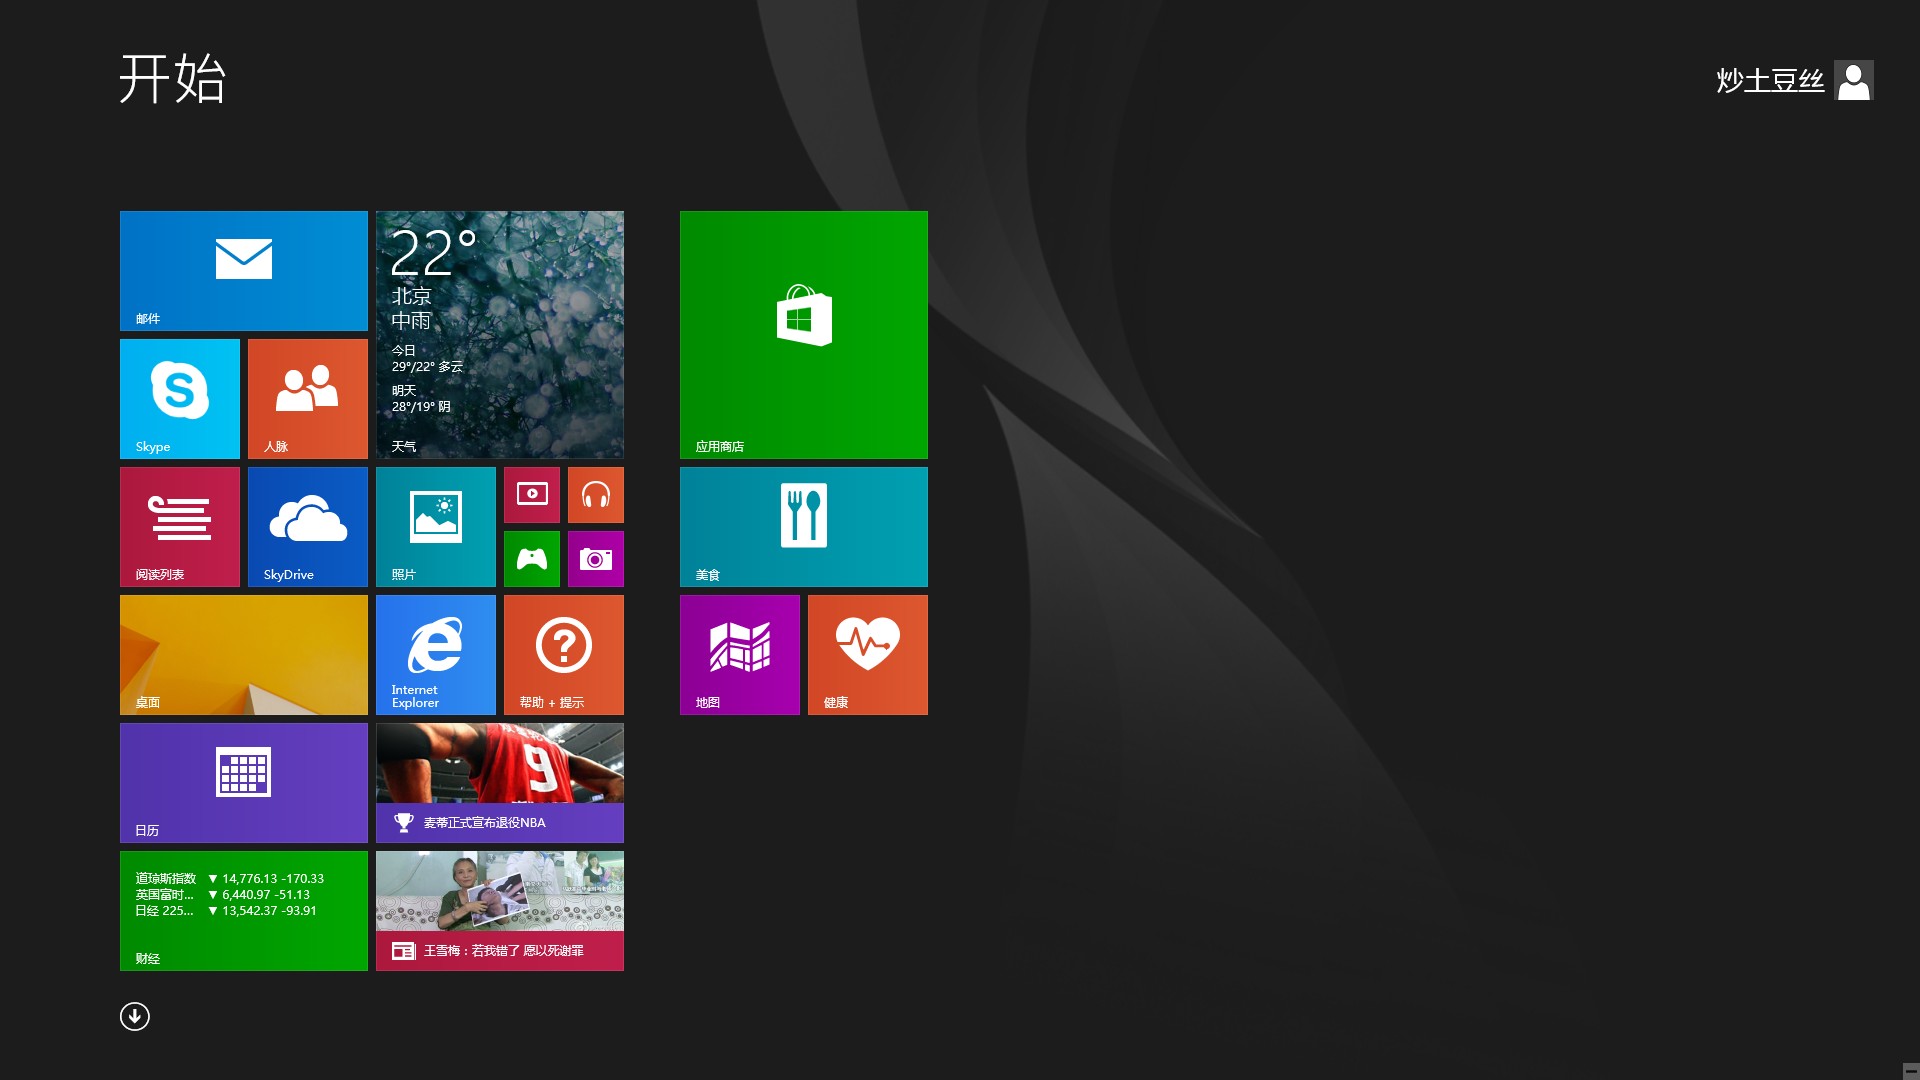 开始
炒土豆丝
邮件
22°
北京
中雨
今日
29°/22° 多云
明天
28°/19° 阴
天气
应用商店
Skype
人脉
阅读列表
SkyDrive
照片
美食
桌面
Internet
Explorer
帮助 + 提示
地图
健康
日历
9
麦蒂正式宣布退役NBA
道琼斯指数 ▼ 14,776.13 -170.33
英国富时... ▼ 6,440.97 -51.13
日经 225... ▼ 13,542.37 -93.91
财经
王雪梅：若我错了 愿以死谢罪